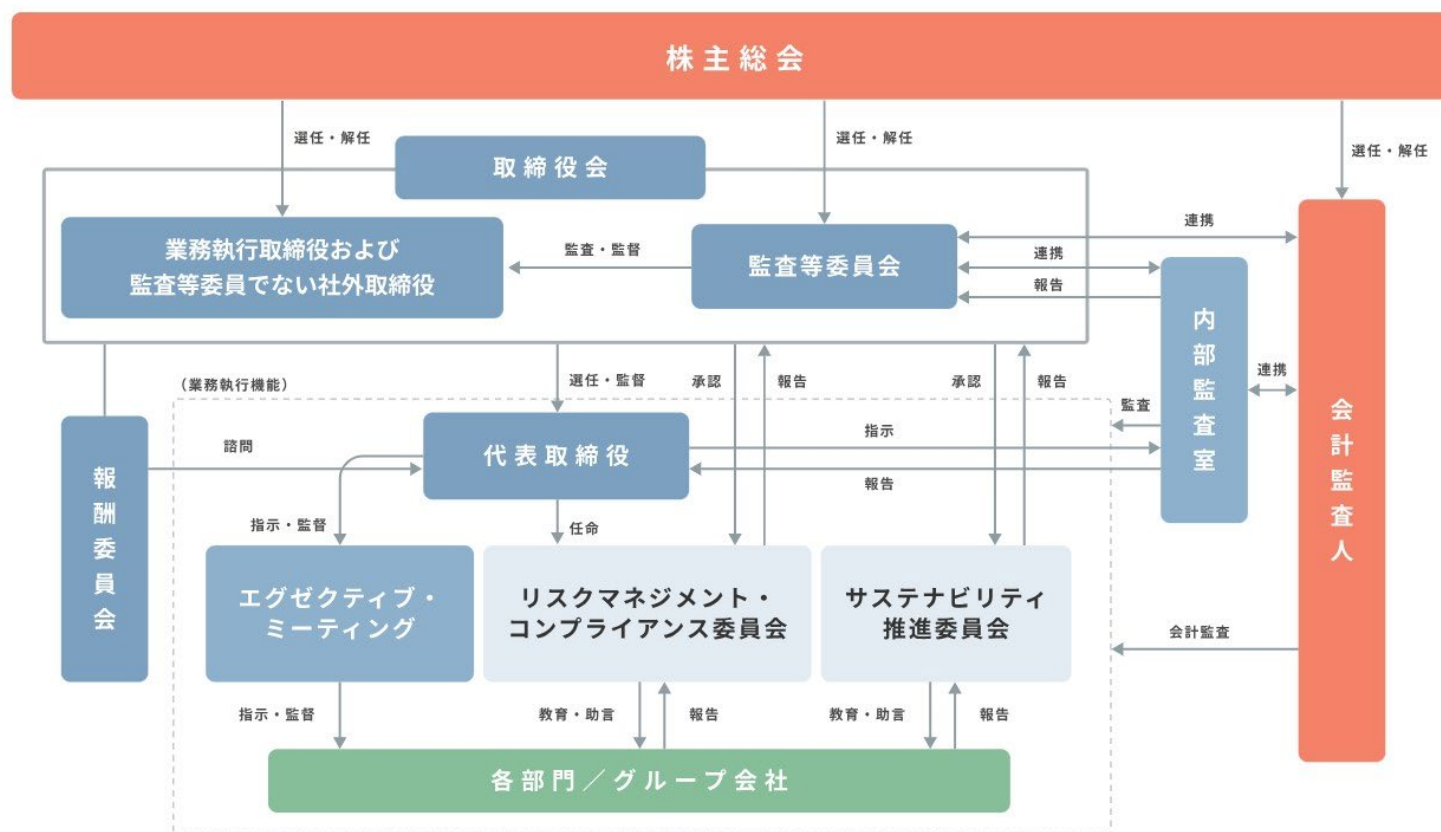 株主総会
選任・解任
選任・解任
選任・解任
取締役会
業務執行取締役および
監査等委員でない社外取締役
監査・監督
監査等委員会
連携
連携
報告
内部監査室
連携
会計監査人
(業務執行機能)
選任・監督
承認
報告
承認
報告
監査
報酬委員会
諮問
代表取締役
指示
報告
指示・監督
任命
エグゼクティブ・
ミーティング
リスクマネジメント・
コンプライアンス委員会
サステナビリティ
推進委員会
会計監査
指示・監督
教育・助言
報告
教育・助言
報告
各部門／グループ会社